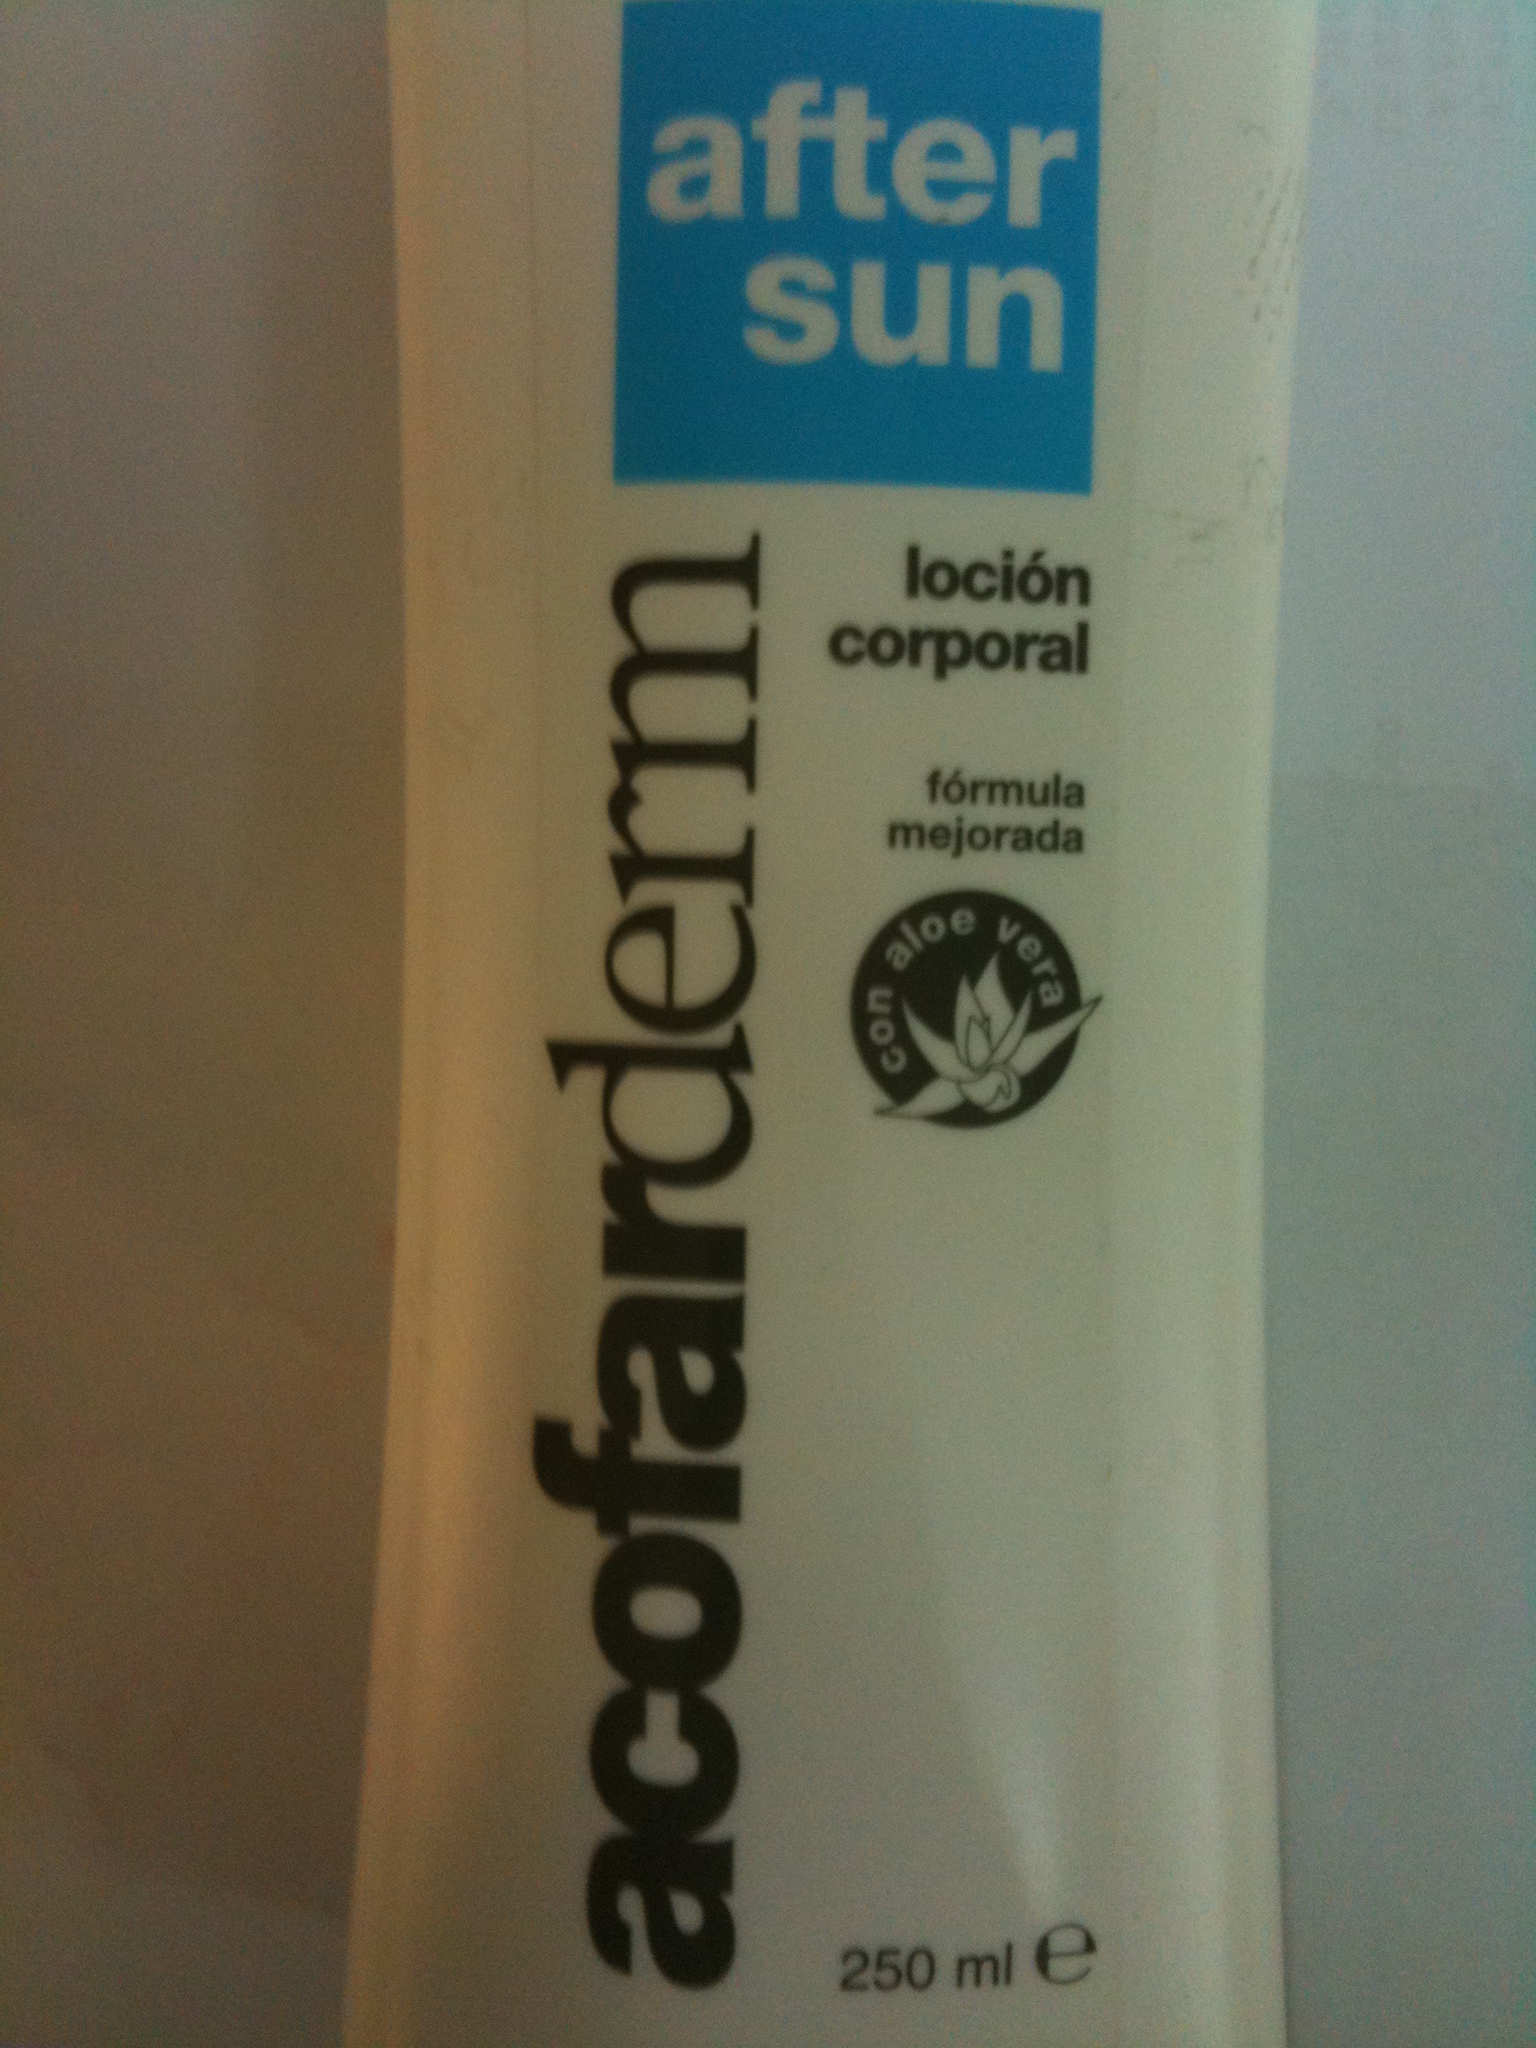 after
sun
acofarderm
loción
corporal
fórmula
mejorada
con aloe vera
250 ml e